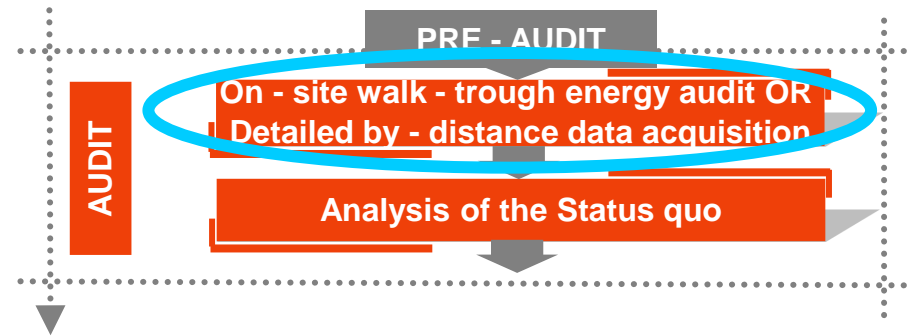 PRE - AUDIT
On - site walk - trough energy audit OR
Detailed by - distance data acquisition
AUDIT
Analysis of the Status quo